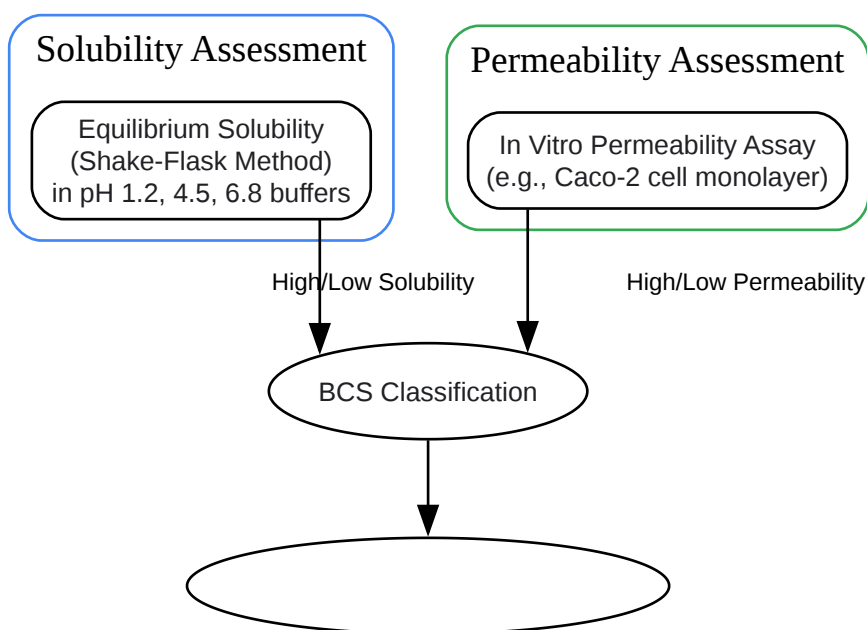 Solubility Assessment
Equilibrium Solubility
(Shake-Flask Method)
in pH 1.2, 4.5, 6.8 buffers
Permeability Assessment
In Vitro Permeability Assay
(e.g., Caco-2 cell monolayer)
High/Low Solubility
High/Low Permeability
BCS Classification